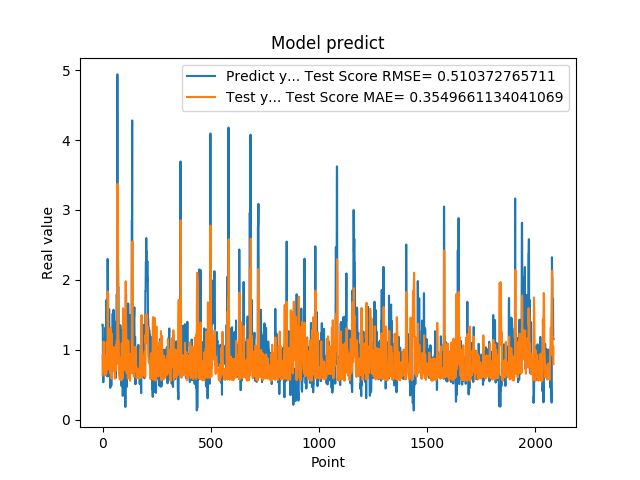 Model predict
Predict y... Test Score RMSE= 0.510372765711
Test y... Test Score MAE= 0.3549661134041069
Real value
5
4
3
2
1
0
0 500 1000 1500 2000
Point